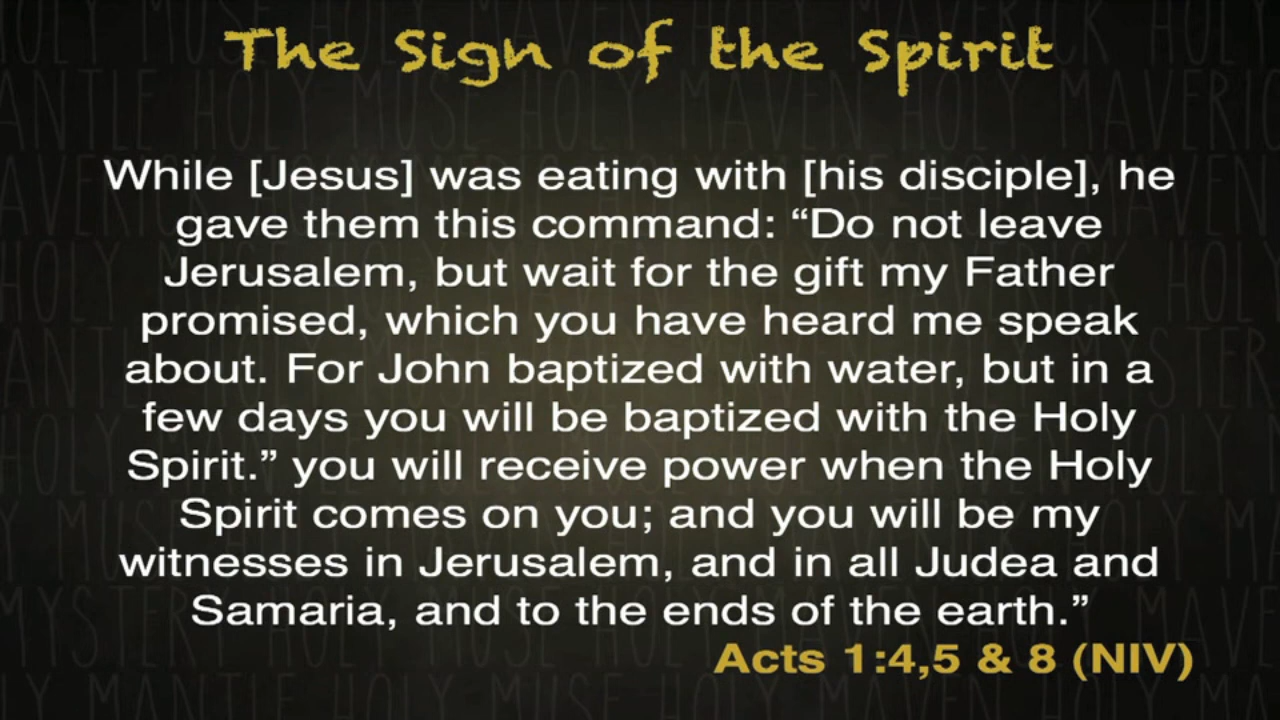 The Sign of the Spirit
While [Jesus] was eating with [his disciple], he
gave them this command: “Do not leave
Jerusalem, but wait for the gift my Father
promised, which you have heard me speak
about. For John baptized with water, but in a
few days you will be baptized with the Holy
Spirit.” you will receive power when the Holy
Spirit comes on you; and you will be my
witnesses in Jerusalem, and in all Judea and
Samaria, and to the ends of the earth.”
Acts 1:4,5 & 8 (NIV)